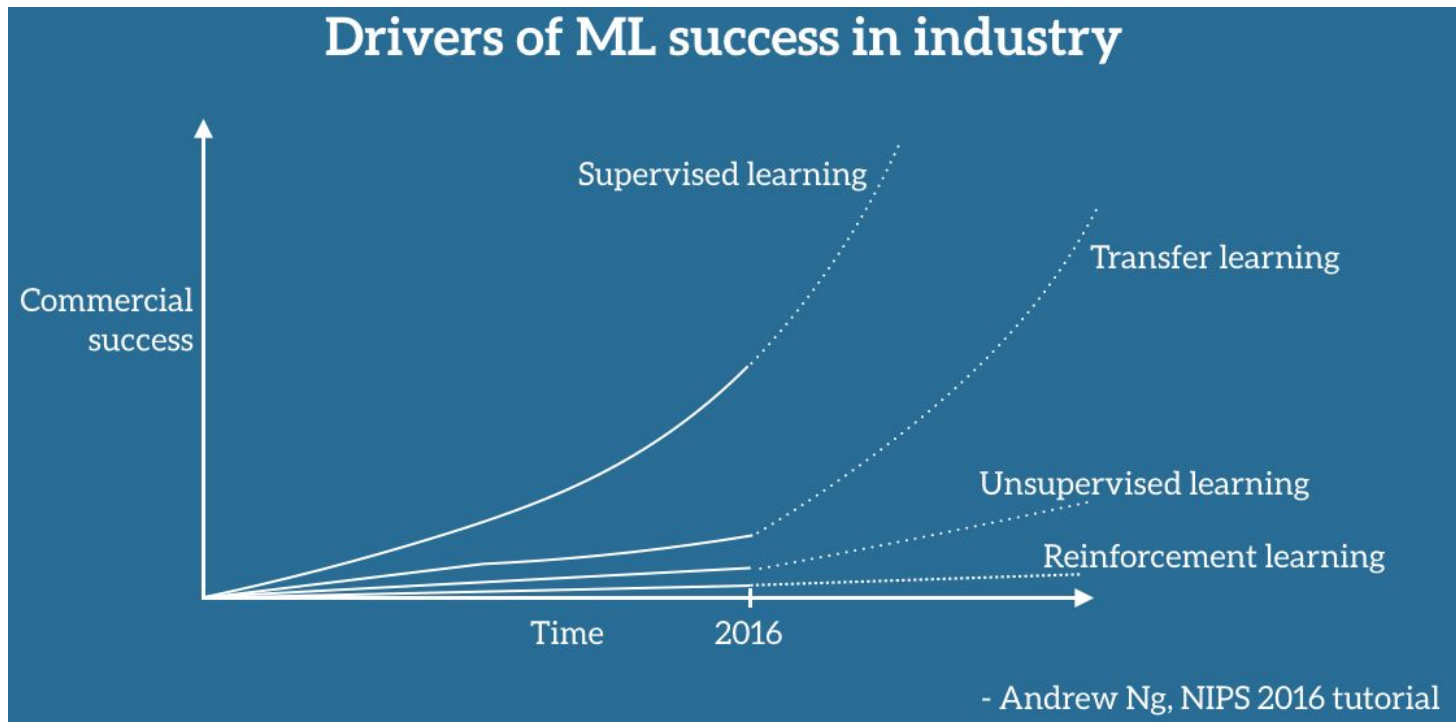 Drivers of ML success in industry
Supervised learning
Transfer learning
Commercial
success
Unsupervised learning
Reinforcement learning
Time
2016
- Andrew Ng, NIPS 2016 tutorial